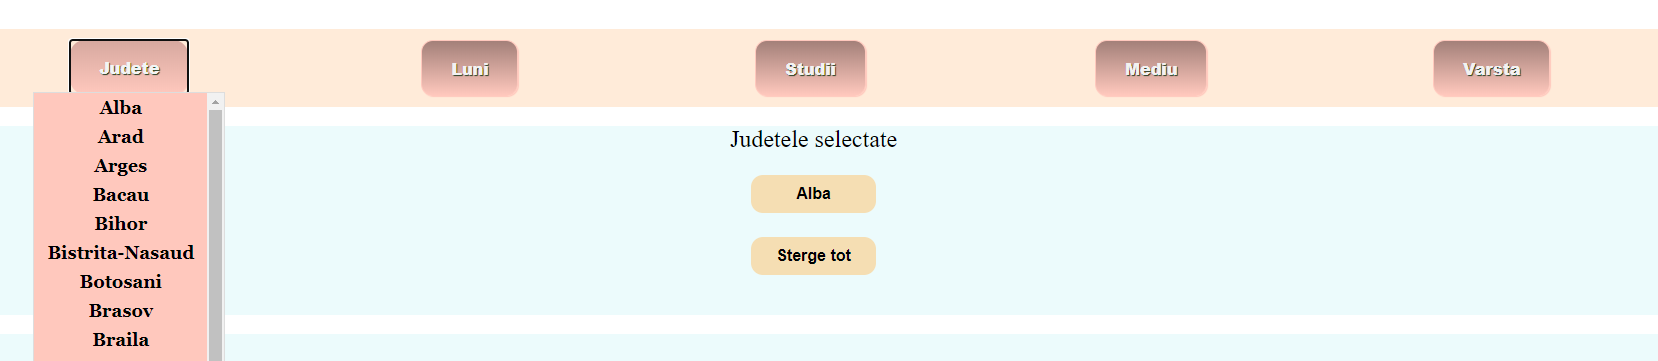 Judete Luni Studii Mediu Varsta
Alba
Arad
Arges
Bacau
Bihor
Bistrita-Nasaud
Botosani
Brasov
Braila
Judetele selectate
Alba
Sterge tot